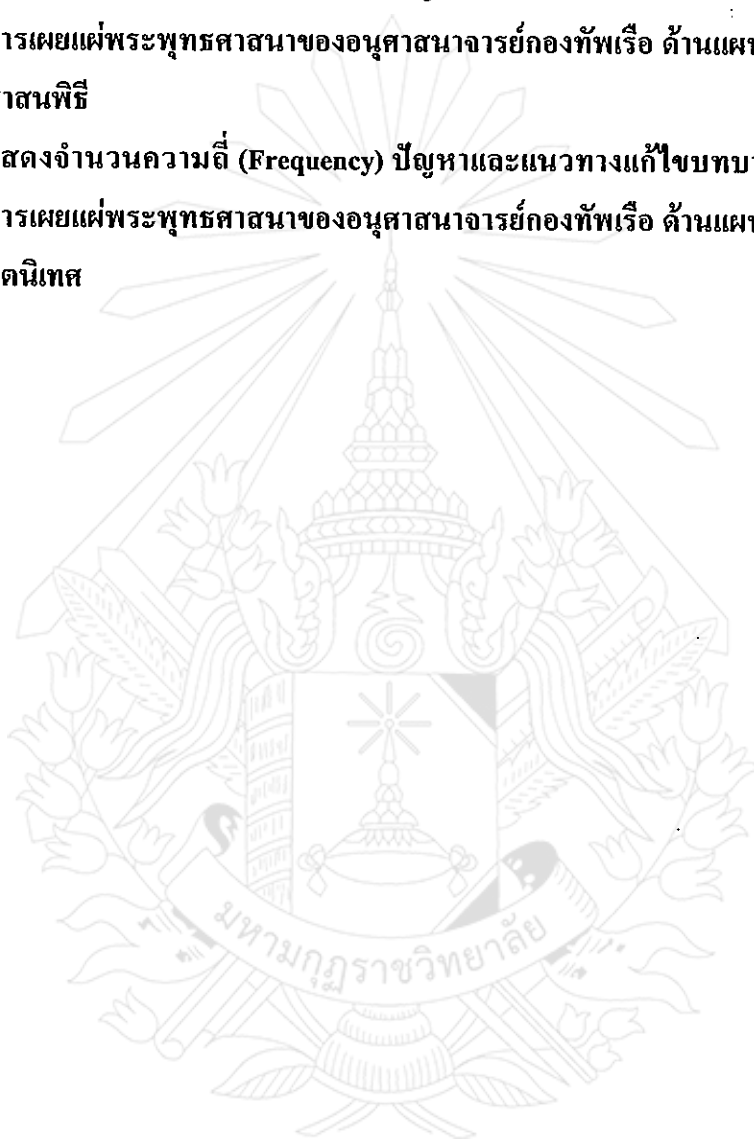 ารเผยแผ่พระพุทธศาสนาของอนุศาสนาจารย์กองทัพเรือ ด้านแผน
าสนพิธี
สดงจำนวนความถี่ (Frequency) ปัญหาและแนวทางแก้ไขบทบา
ารเผยแผ่พระพุทธศาสนาของอนุศาสนาจารย์กองทัพเรือ ด้านแผน
ตนิเทศ
มหามกุฏราชวิทยาลัย